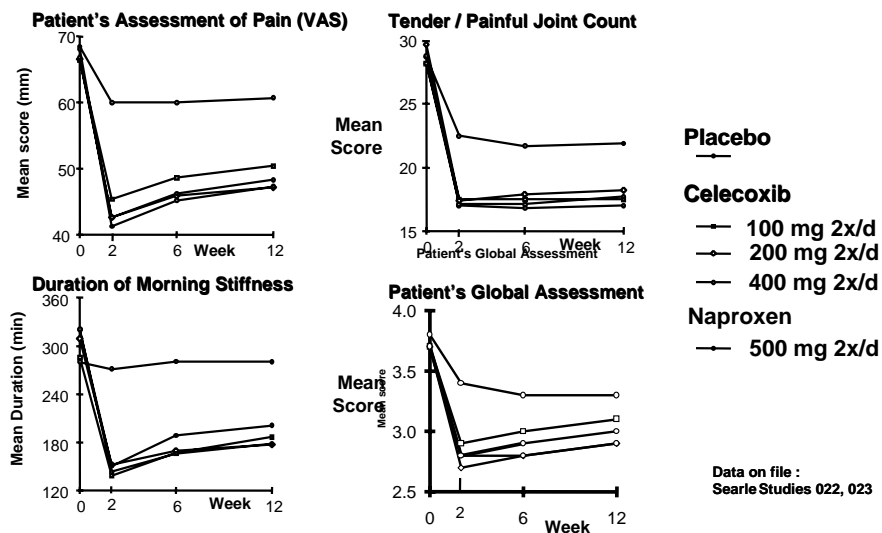 Patient's Assessment of Pain (VAS)
Mean score (mm)
70
60
50
40
0
2
6
12
Week
Tender / Painful Joint Count
Mean
Score
30
25
20
15
0
2
6
12
Week
Patient's Global Assessment
Duration of Morning Stiffness
Mean Duration (min)
360
300
240
180
120
0
2
6
12
Week
Patient's Global Assessment
Mean
Score
Mean score
4.0
3.5
3.0
2.5
0
2
6
12
Week
Placebo
Celecoxib
100 mg 2x/d
200 mg 2x/d
400 mg 2x/d
Naproxen
500 mg 2x/d
Data on file :
Searle Studies 022, 023